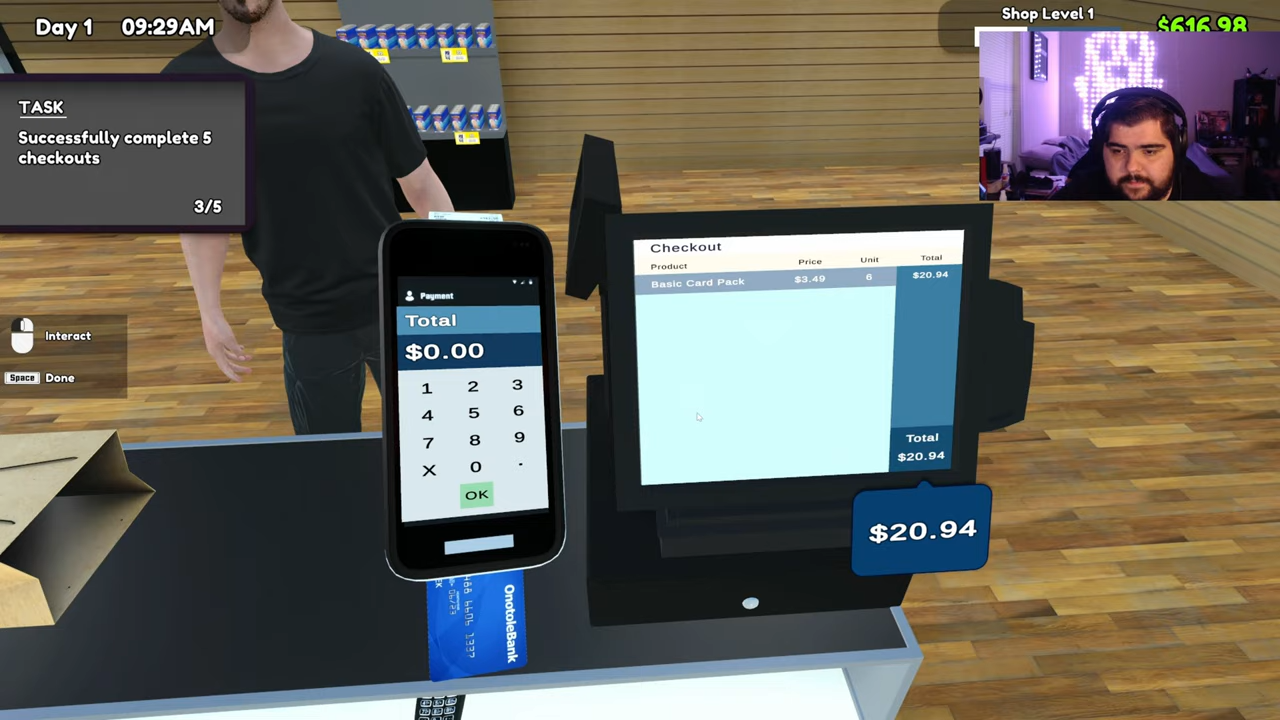 Day 1 09:29AM
Shop Level 1
$616.98
TASK
Successfully complete 5
checkouts
3/5
Interact
Space Done
Payment
Total
$0.00
1 2 3
4 5 6
7 8 9
X 0 .
OK
Checkout
Product Price Unit Total
Basic Card Pack $3.49 6 $20.94
Total
$20.94
$20.94
OnotoleBank